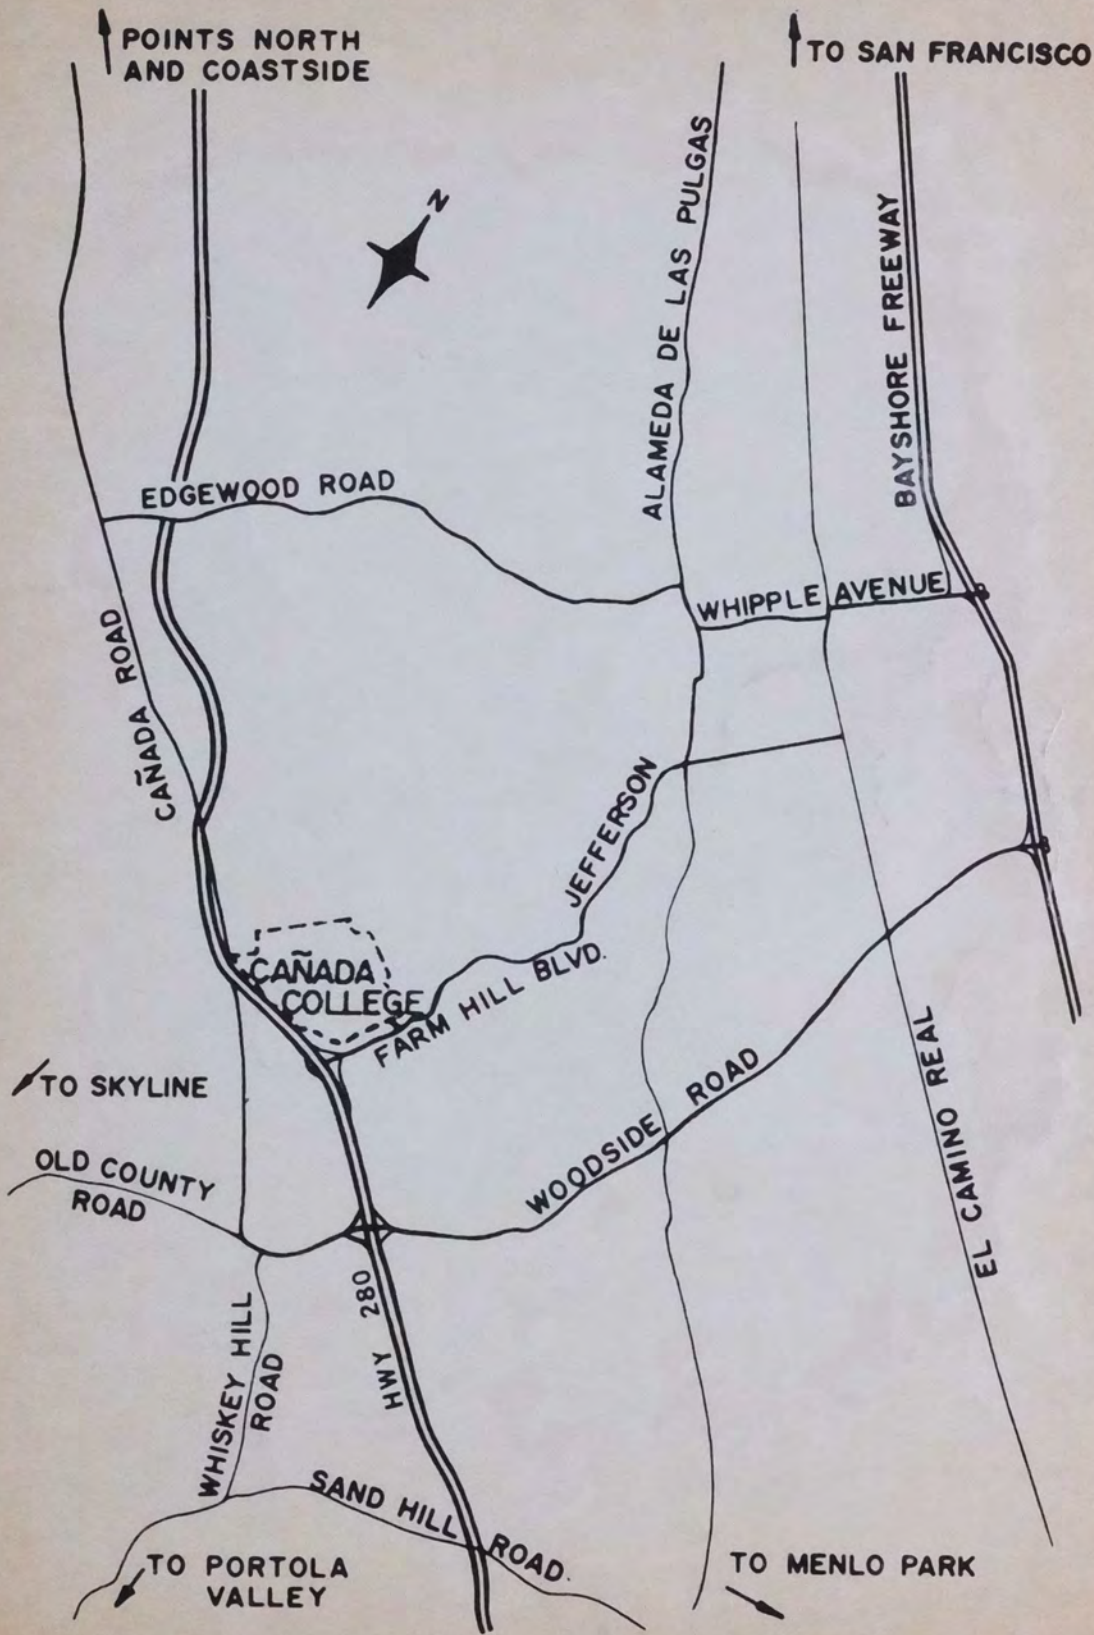 POINTS NORTH
AND COASTSIDE
TO SAN FRANCISCO
N
ALAMEDA DE LAS PULGAS
BAYSHORE FREEWAY
EDGEWOOD ROAD
WHIPPLE AVENUE
CAÑADA ROAD
JEFFERSON
CAÑADA
COLLEGE
FARM HILL BLVD.
TO SKYLINE
OLD COUNTY
ROAD
WOODSIDE ROAD
EL CAMINO REAL
HWY 280
WHISKEY HILL
ROAD
SAND HILL ROAD.
TO PORTOLA
VALLEY
TO MENLO PARK